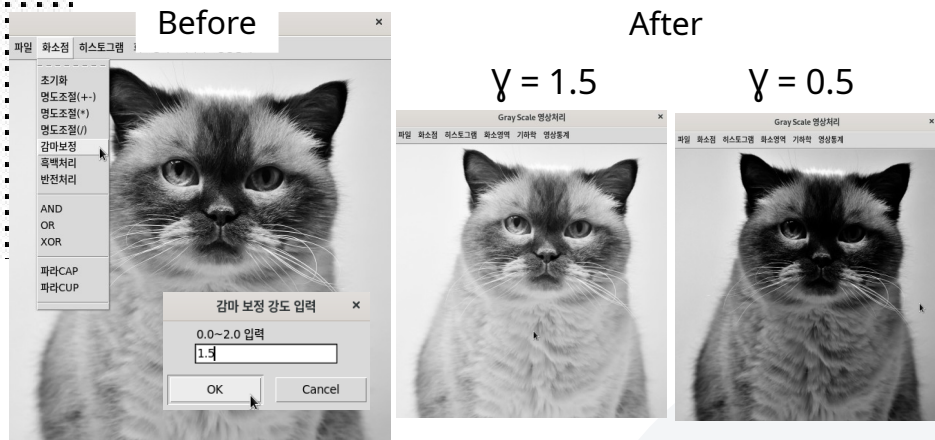 Before
After
× 
파일 화소점 히스토그램
초기화
명도조절(+-)
명도조절(*)
명도조절(/)
감마보정
흑백처리
반전처리
AND
OR
XOR
파라CAP
파라CUP
감마 보정 강도 입력 ×
0.0~2.0 입력
1.5
OK Cancel
Ɣ = 1.5
Gray Scale 영상처리 ×
파일 화소점 히스토그램 화소영역 기하학 영상통계
Ɣ = 0.5
Gray Scale 영상처리 ×
파일 화소점 히스토그램 화소영역 기하학 영상통계